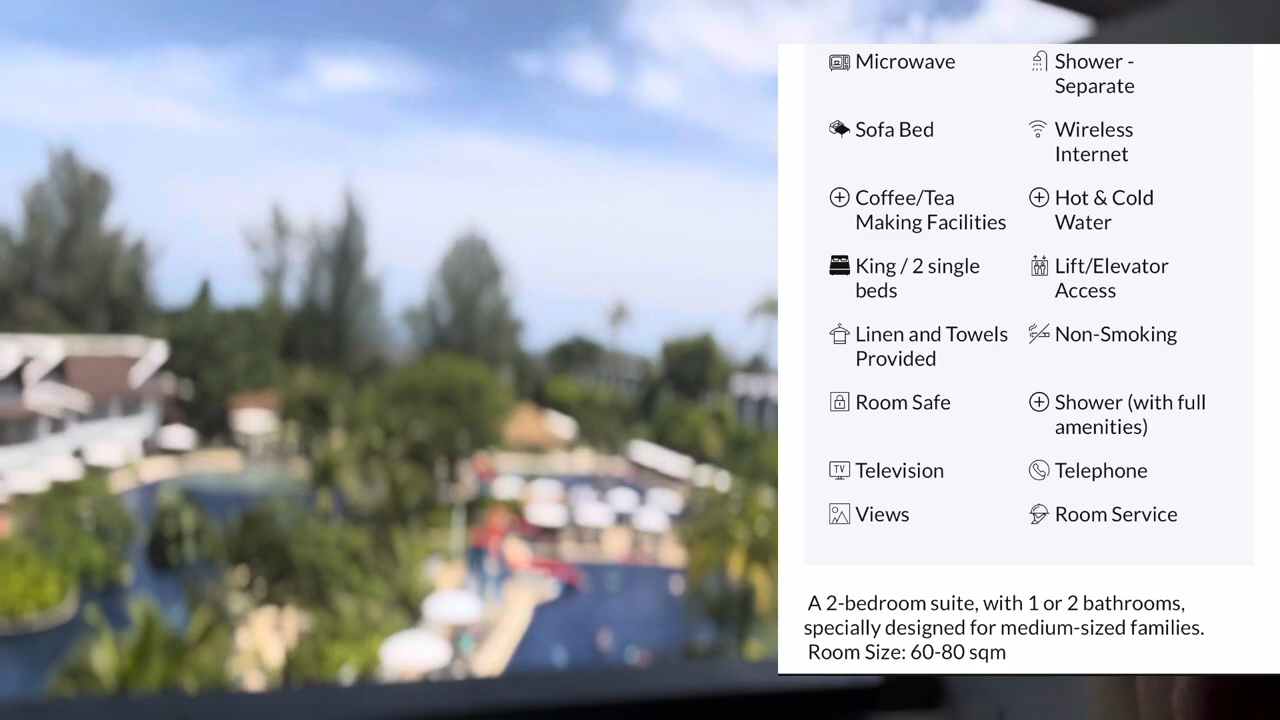 Microwave
Shower -
Separate
Sofa Bed
Wireless
Internet
Coffee/Tea
Making Facilities
Hot & Cold
Water
King / 2 single
beds
Lift/Elevator
Access
Linen and Towels
Provided
Non-Smoking
Room Safe
Shower (with full
amenities)
TV
Television
Telephone
Views
Room Service
A 2-bedroom suite, with 1 or 2 bathrooms,
specially designed for medium-sized families.
Room Size: 60-80 sqm